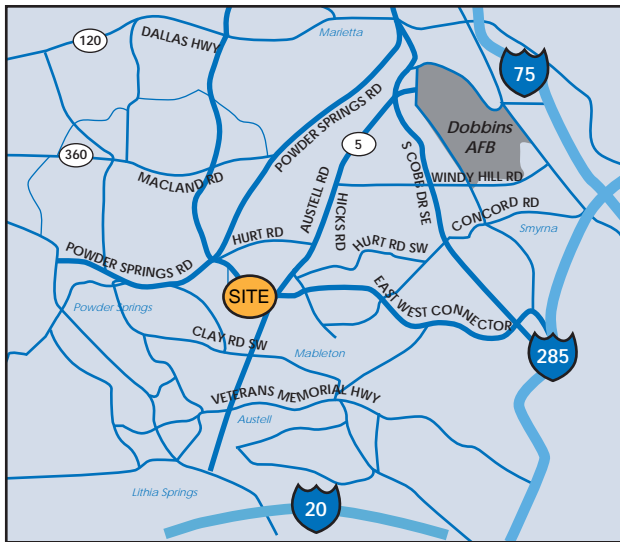 120
DALLAS HWY
Marietta
75
POWDER SPRINGS RD
Dobbins
AFB
5
360
MACLAND RD
AUSTELL RD
HICKS RD
S COBB DR SE
WINDY HILL RD
CONCORD RD
Smyrna
HURT RD
HURT RD SW
POWDER SPRINGS RD
SITE
Powder Springs
EAST WEST CONNECTOR
CLAY RD SW
Mableton
285
VETERANS MEMORIAL HWY
Austell
Lithia Springs
20